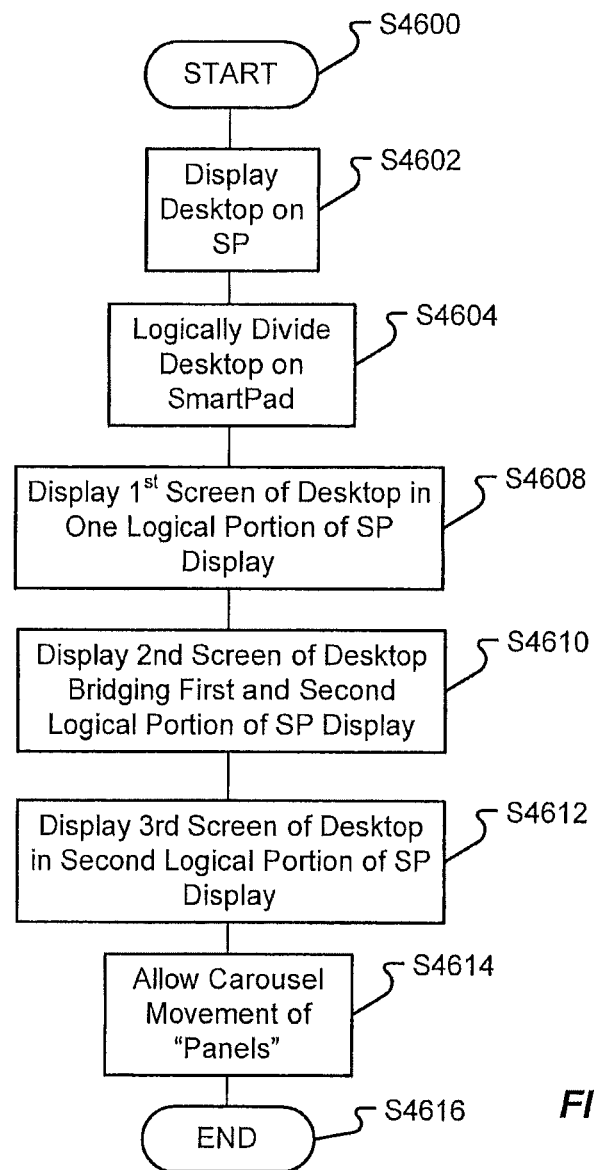 S4600
START
S4602
Display
Desktop on
SP
S4604
Logically Divide
Desktop on
SmartPad
S4608
Display 1st Screen of Desktop in
One Logical Portion of SP
Display
S4610
Display 2nd Screen of Desktop
Bridging First and Second
Logical Portion of SP Display
S4612
Display 3rd Screen of Desktop
in Second Logical Portion of SP
Display
S4614
Allow Carousel
Movement of
“Panels”
S4616
END
FI